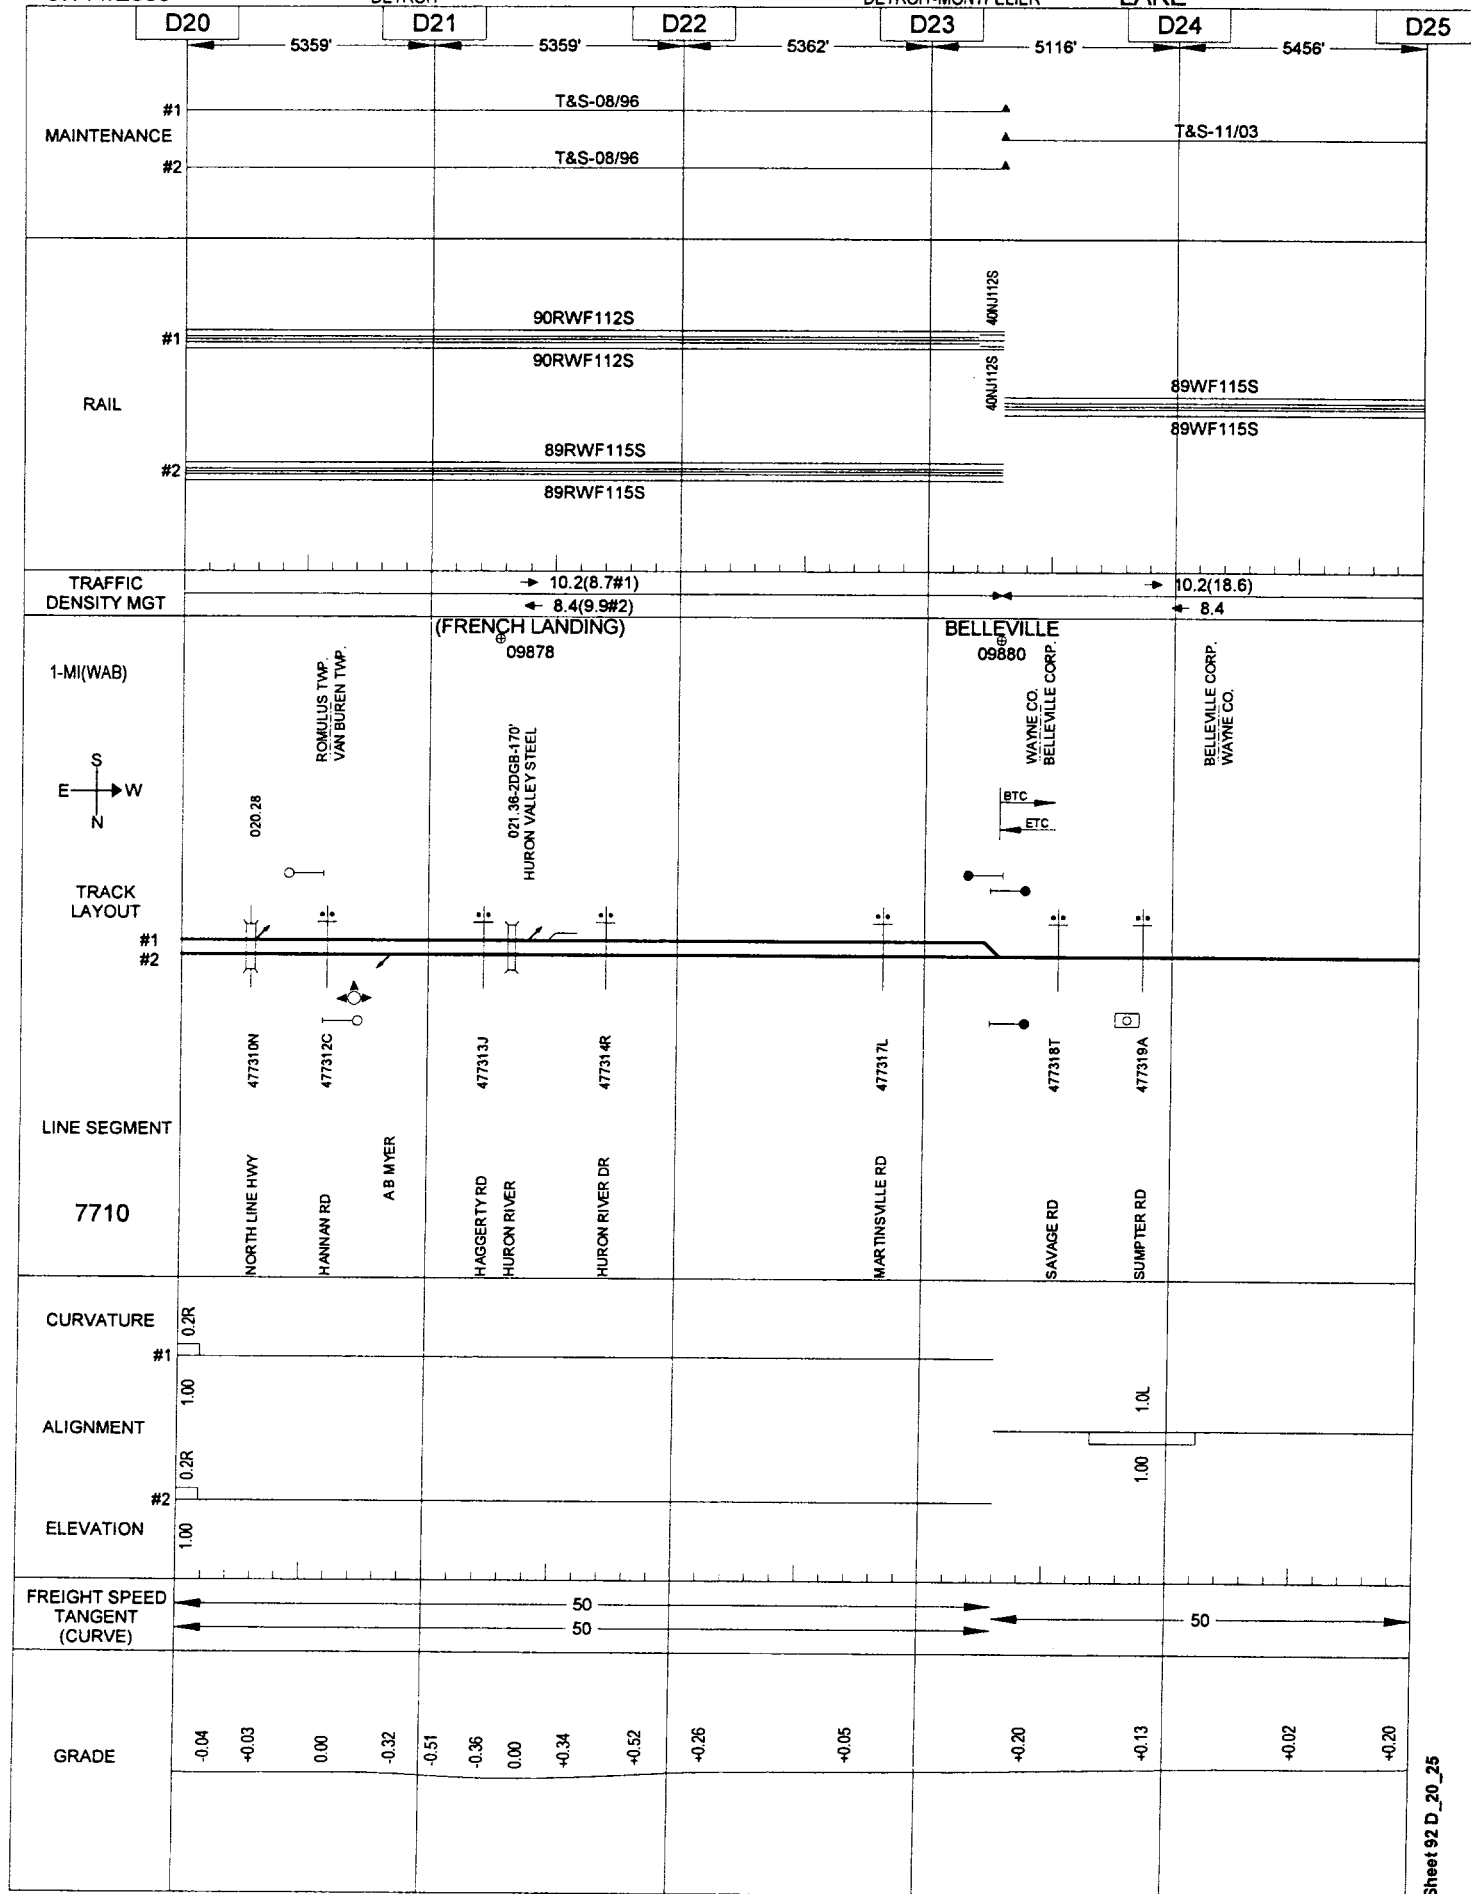 DETROIT
DETROIT-MONTPELIER
LAKE
D20 D21 D22 D23 D24 D25
5359' 5359' 5362' 5116' 5456'
MAINTENANCE
#1 T&S-08/96
T&S-11/03
#2 T&S-08/96
RAIL
40NJ112S
90RWF112S
#1
90RWF112S
40NJ112S
89WF115S
89WF115S
89RWF115S
#2
89RWF115S
TRAFFIC
DENSITY MGT
10.2(8.7#1)
8.4(9.9#2)
10.2(18.6)
8.4
(FRENCH LANDING)
09878
BELLEVILLE
09880
1-MI(WAB)
ROMULUS TWP.
VAN BUREN TWP.
WAYNE CO.
BELLEVILLE CORP.
BELLEVILLE CORP.
WAYNE CO.
S
E W
N
020.28
021.36-2DGB-170'
HURON VALLEY STEEL
BTC
ETC
TRACK
LAYOUT
#1
#2
477310N
477312C
477313J
477314R
477317L
477318T
477319A
LINE SEGMENT
7710
NORTH LINE HWY
HANNAN RD
A B MYER
HAGGERTY RD
HURON RIVER
HURON RIVER DR
MARTINSVILLE RD
SAVAGE RD
SUMPTER RD
CURVATURE
0.2R
#1
1.00
ALIGNMENT
1.0L
1.00
0.2R
#2
ELEVATION
1.00
FREIGHT SPEED
TANGENT
(CURVE)
50
50
50
GRADE
-0.04
+0.03
0.00
-0.32
-0.51
-0.36
0.00
+0.34
+0.52
+0.26
+0.05
+0.20
+0.13
+0.02
+0.20
Sheet 92 D_20_25